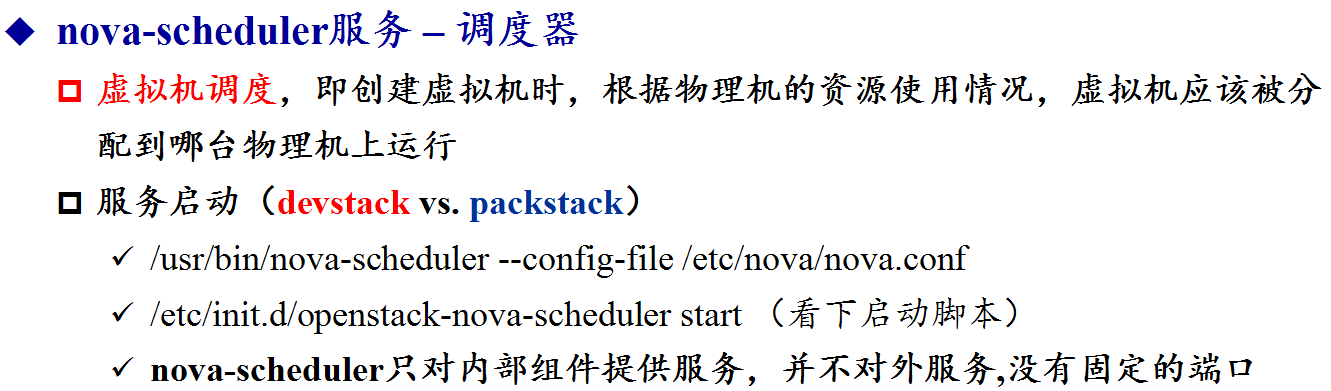 nova-scheduler服务 – 调度器
虚拟机调度，即创建虚拟机时，根据物理机的资源使用情况，虚拟机应该被分
配到哪台物理机上运行
服务启动（devstack vs. packstack）
/usr/bin/nova-scheduler --config-file /etc/nova/nova.conf
/etc/init.d/openstack-nova-scheduler start （看下启动脚本）
nova-scheduler只对内部组件提供服务，并不对外服务,没有固定的端口